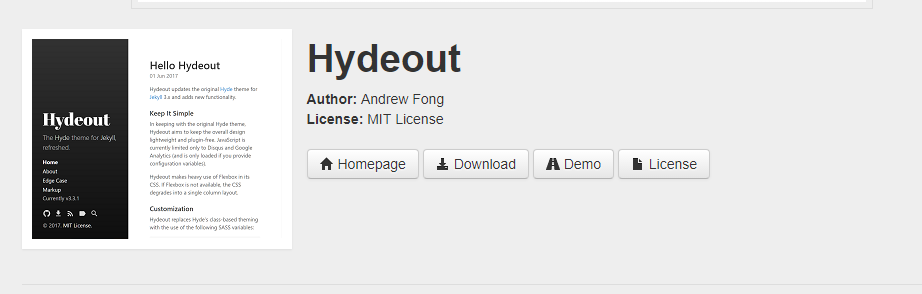 Hydeout
The Hyde theme for Jekyll,
refreshed.
Home
About
Edge Case
Markup
Currently v3.3.1
© 2017. MIT License.
Hello Hydeout
01 Jun 2017
Hydeout updates the original Hyde theme for
Jekyll 3.x and adds new functionality.
Keep It Simple
In keeping with the original Hyde theme,
Hydeout aims to keep the overall design
lightweight and plugin-free. JavaScript is
currently limited only to Disqus and Google
Analytics (and is only loaded if you provide
configuration variables).
Hydeout makes heavy use of Flexbox in its
CSS. If Flexbox is not available, the CSS
degrades into a single column layout.
Customization
Hydeout replaces Hyde's class-based theming
with the use of the following SASS variables:
Hydeout
Author: Andrew Fong
License: MIT License
Homepage Download Demo License